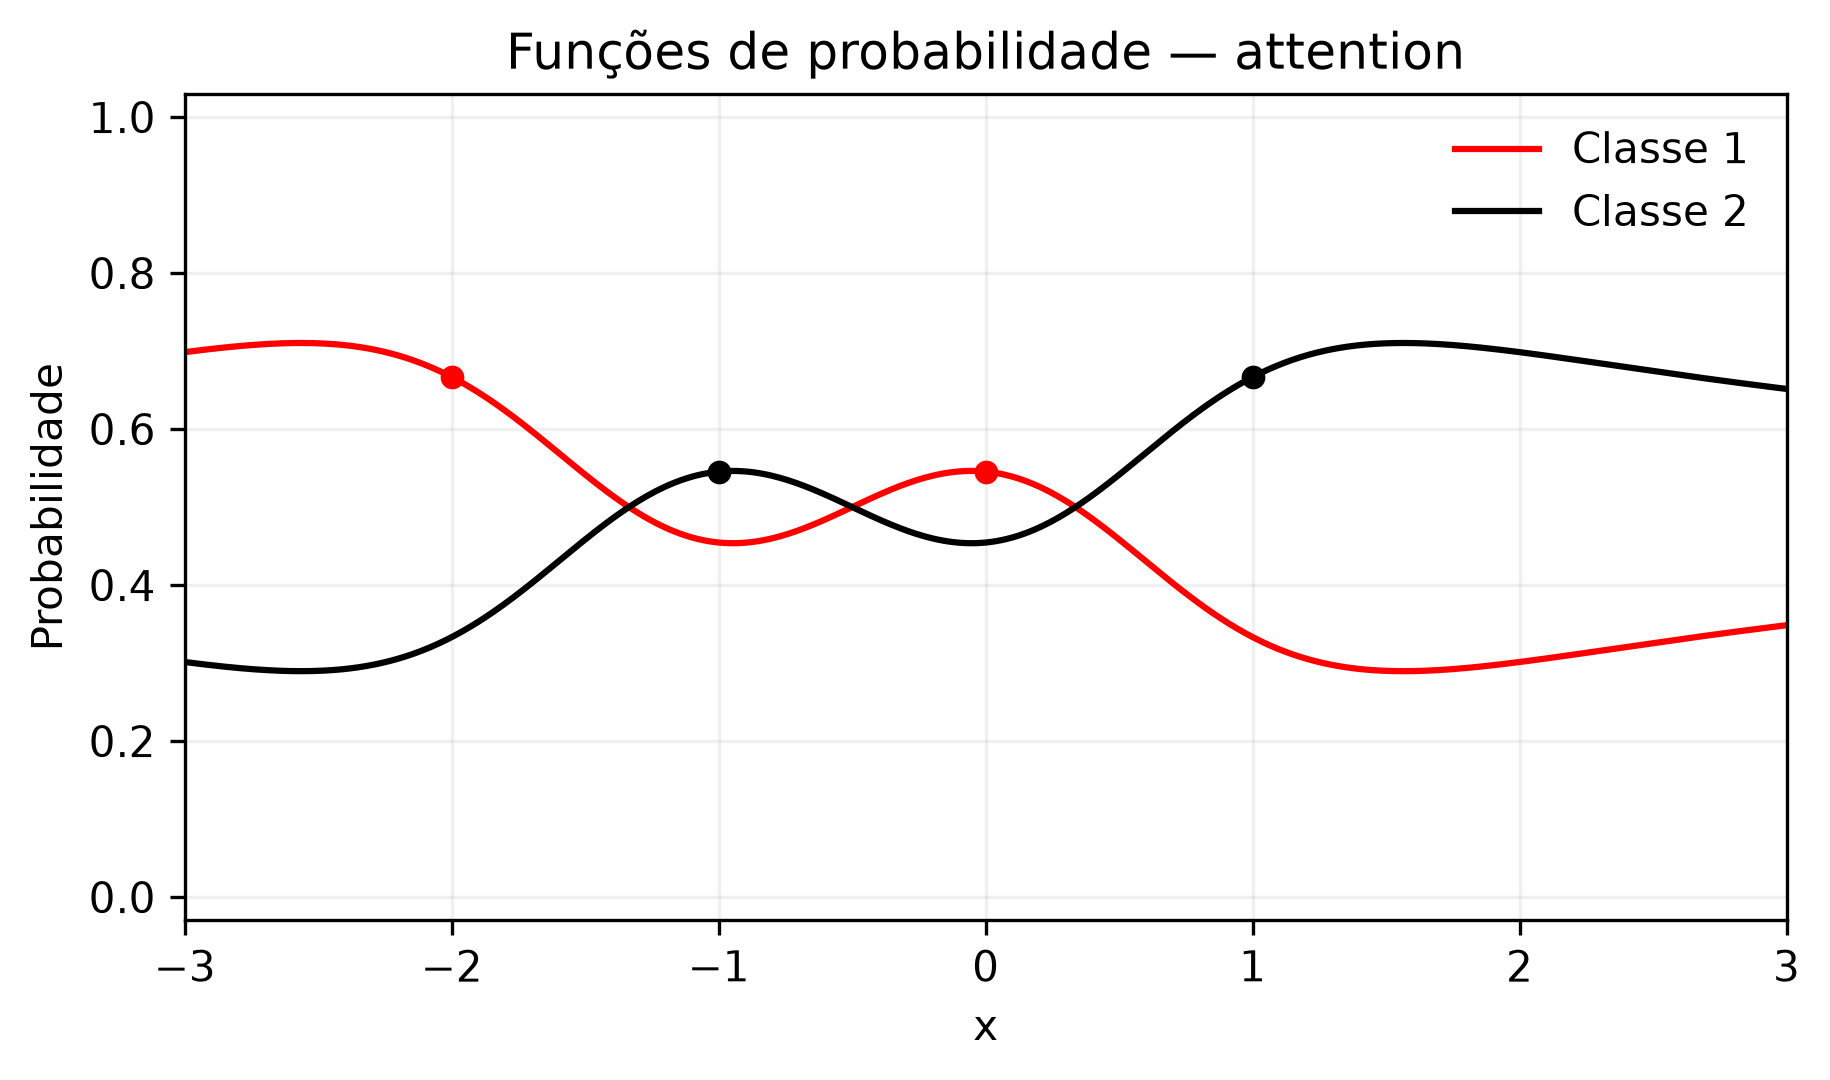 Funções de probabilidade — attention
Classe 1
Classe 2
Probabilidade
1.0
0.8
0.6
0.4
0.2
0.0
−3 −2 −1 0 1 2 3
x